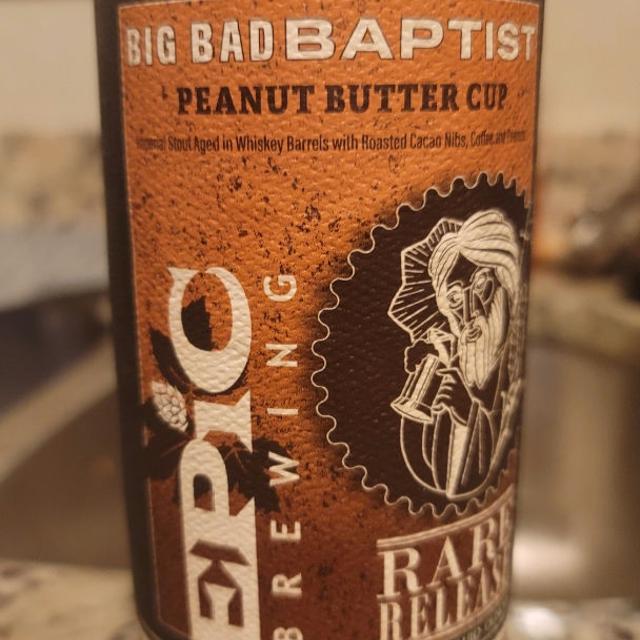 BIG BAD BAPTIST
PEANUT BUTTER CUP
Imperial Stout Aged in Whiskey Barrels with Roasted Cacao Nibs, Coffee and
EPIC
BREWING
RARE
RELEASE